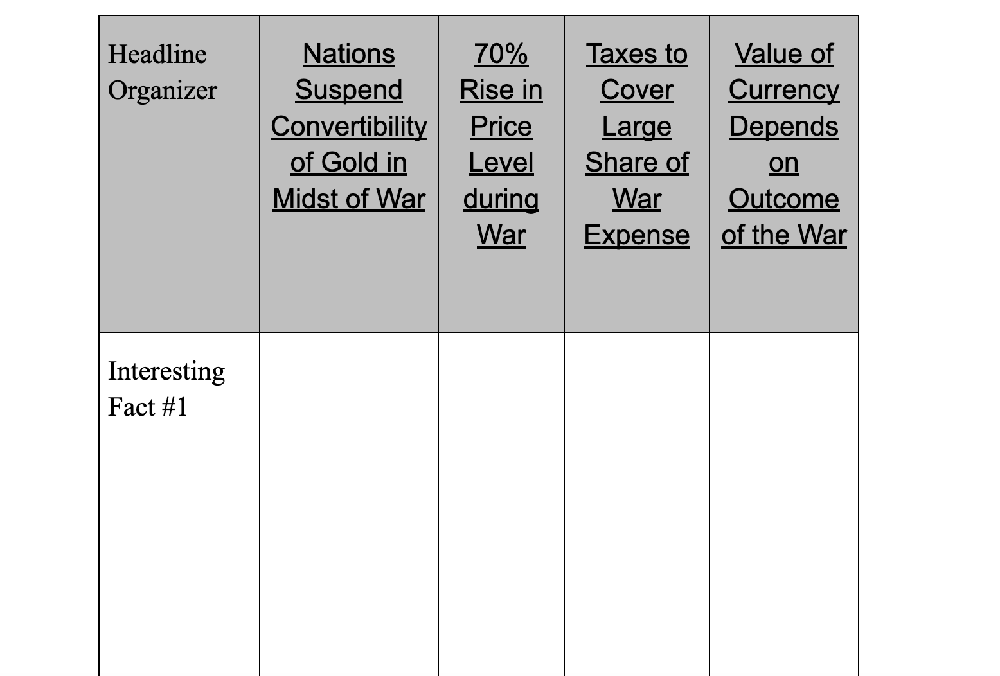 Headline
Organizer
Nations
Suspend
Convertibility
of Gold in
Midst of War
70%
Rise in
Price
Level
during
War
Taxes to
Cover
Large
Share of
War
Expense
Value of
Currency
Depends
on
Outcome
of the War
Interesting
Fact #1